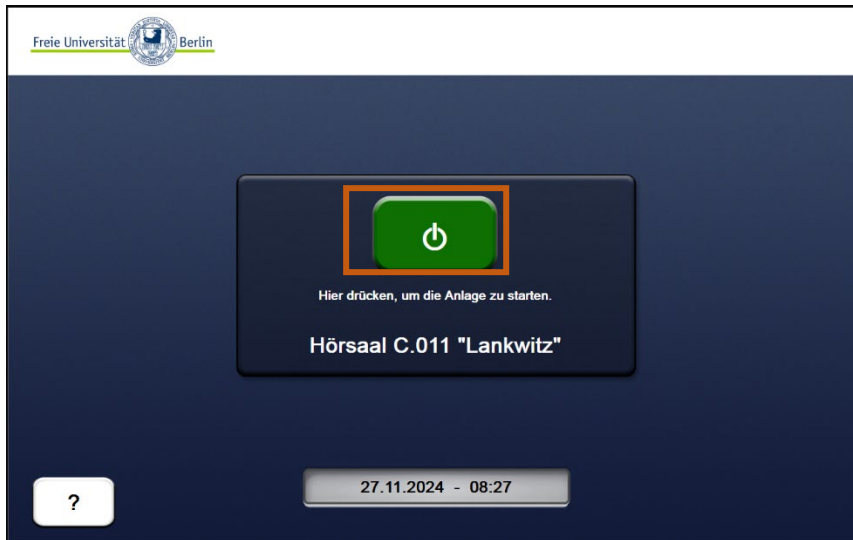 Freie Universität Berlin
Hier drücken, um die Anlage zu starten.
Hörsaal C.011 "Lankwitz"
27.11.2024 - 08:27
?